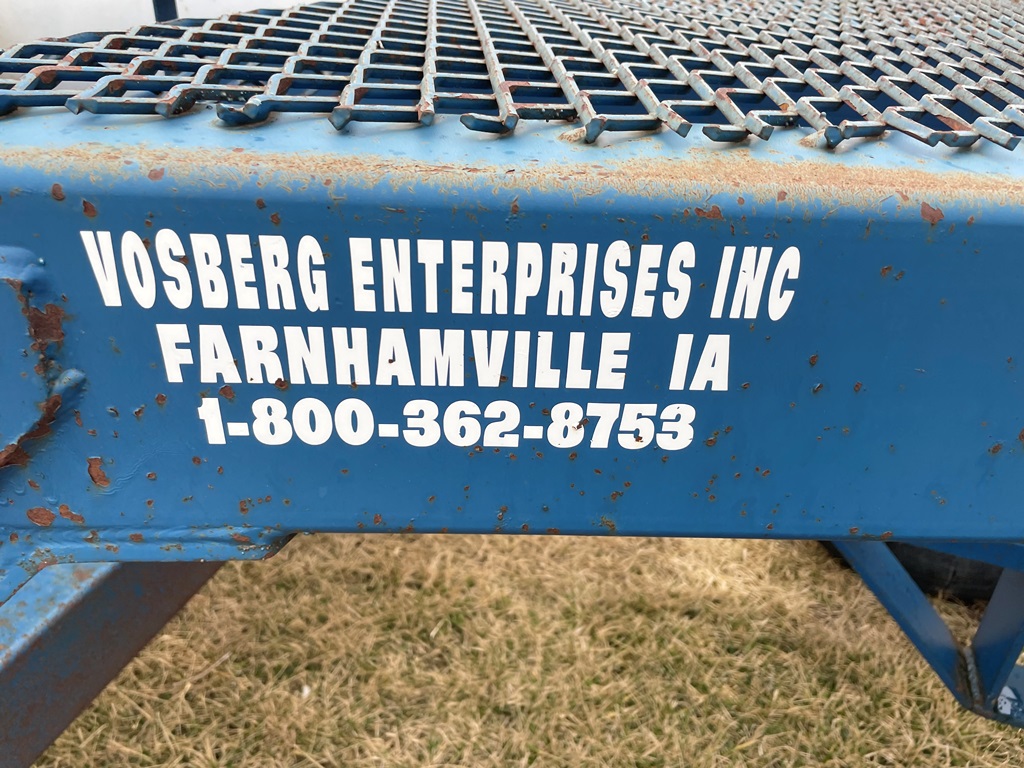 VOSBERG ENTERPRISES INC
FARNHAMVILLE IA
1-800-362-8753